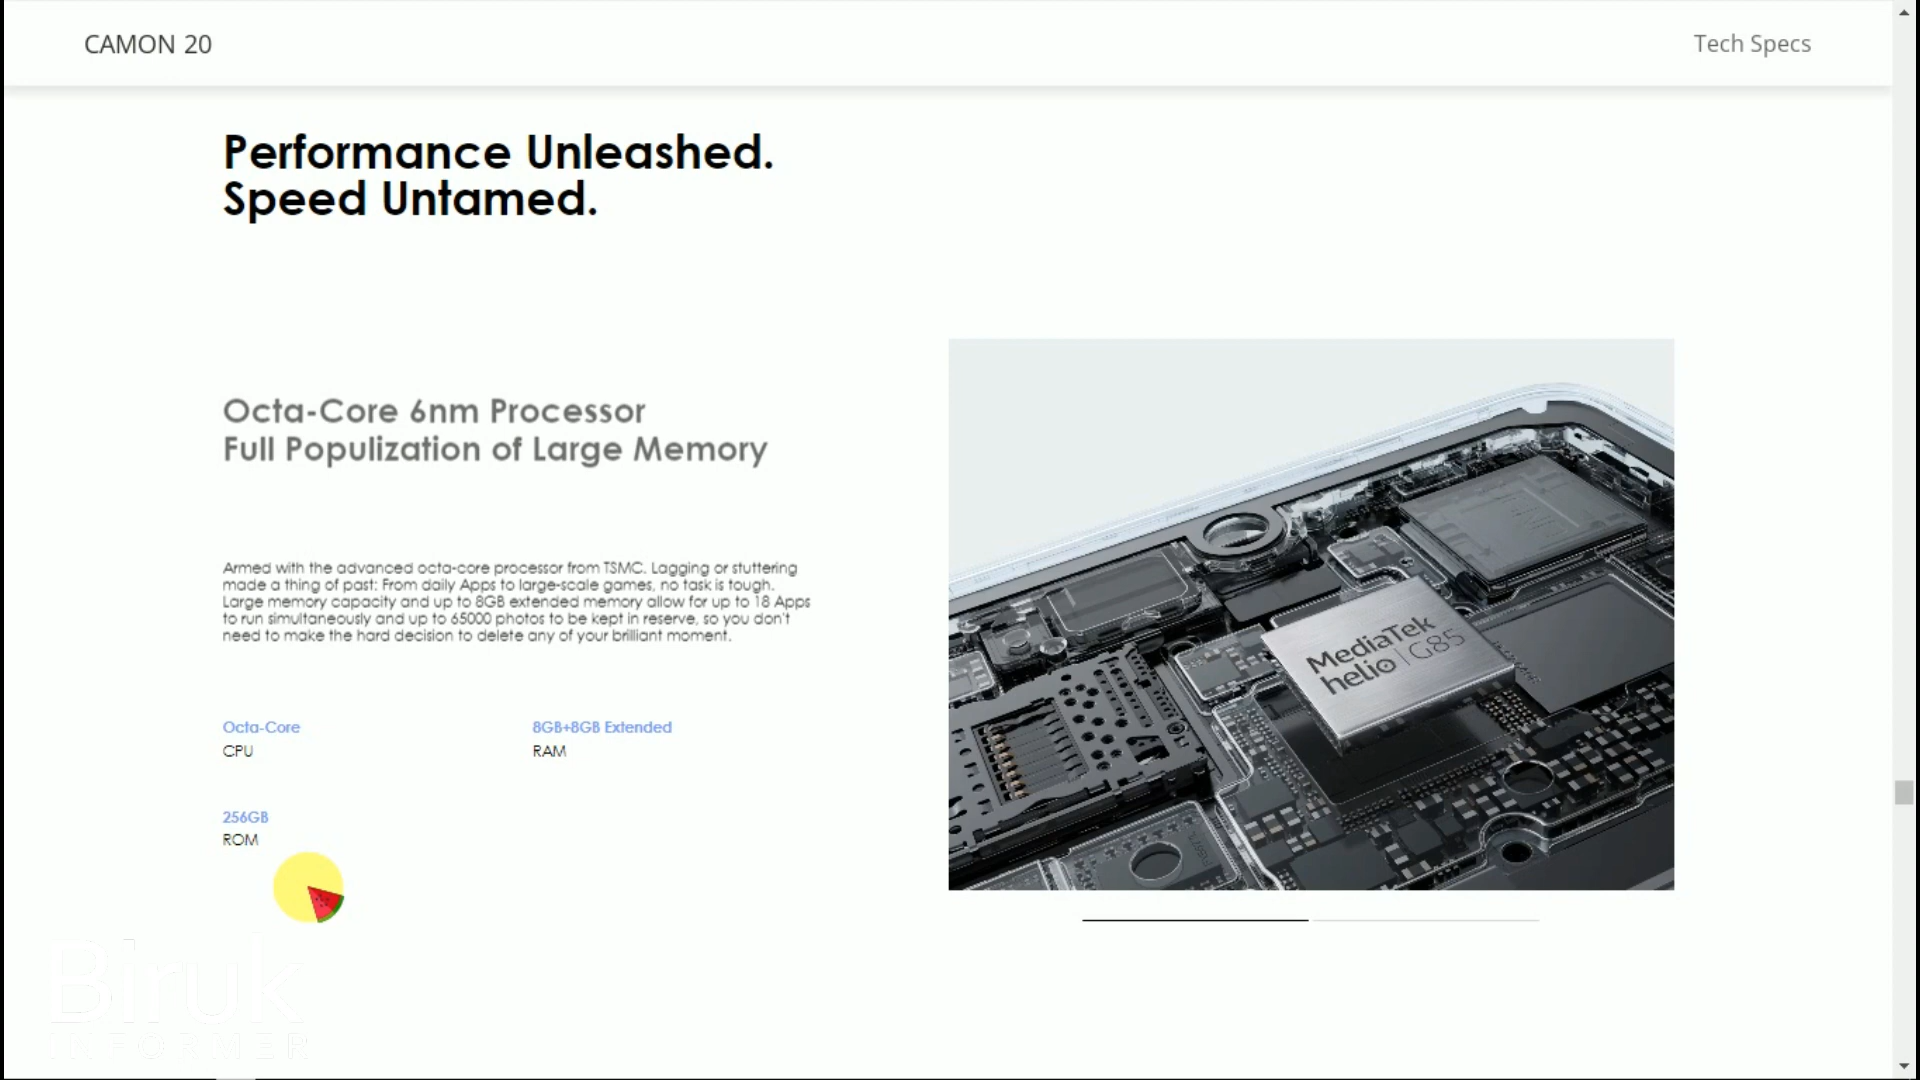 CAMON 20
Tech Specs
Performance Unleashed.
Speed Untamed.
Octa-Core 6nm Processor
Full Populization of Large Memory
Armed with the advanced octa-core processor from TSMC. Lagging or stuttering
made a thing of past: From daily Apps to large-scale games, no task is tough.
Large memory capacity and up to 8GB extended memory allow for up to 18 Apps
to run simultaneously and up to 65000 photos to be kept in reserve, so you don't
need to make the hard decision to delete any of your brilliant moment.
Octa-Core
CPU
8GB+8GB Extended
RAM
256GB
ROM
MediaTek
helio | G85
Biruk
INFORMER